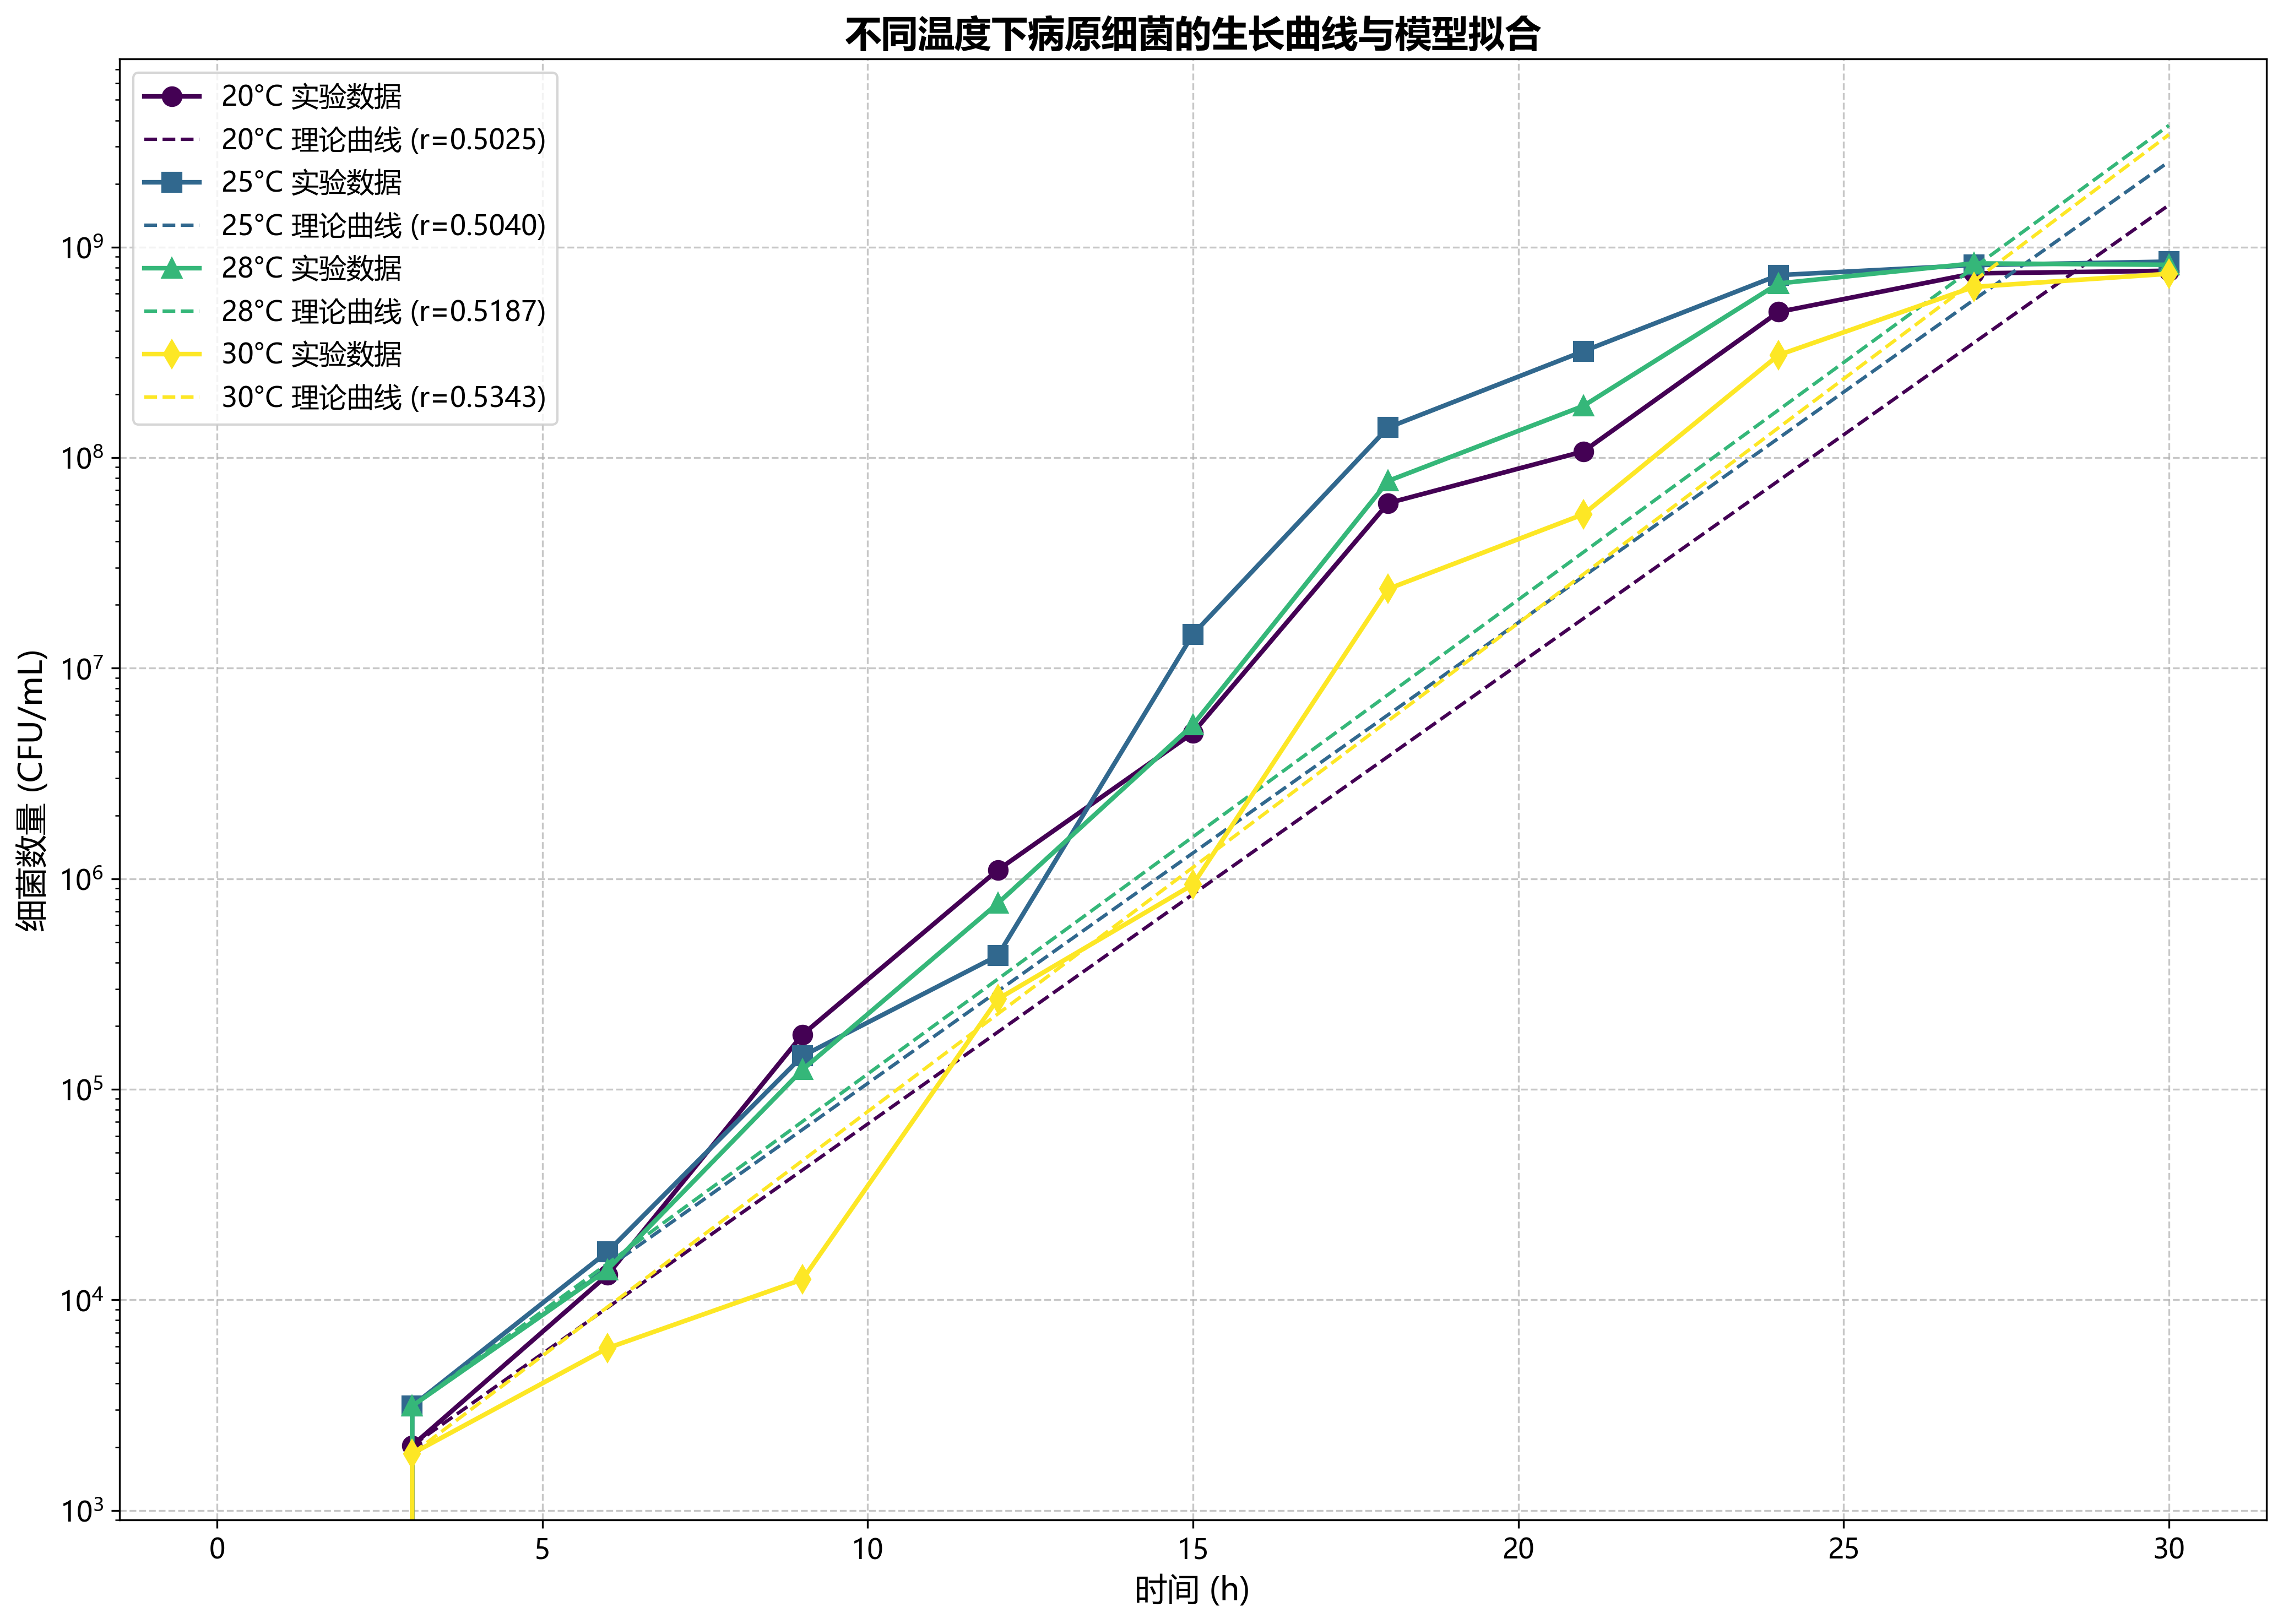 不同温度下病原细菌的生长曲线与模型拟合
20°C 实验数据
20°C 理论曲线 (r=0.5025)
25°C 实验数据
25°C 理论曲线 (r=0.5040)
28°C 实验数据
28°C 理论曲线 (r=0.5187)
30°C 实验数据
30°C 理论曲线 (r=0.5343)
细菌数量 (CFU/mL)
10⁹
10⁸
10⁷
10⁶
10⁵
10⁴
10³
0 5 10 15 20 25 30
时间 (h)